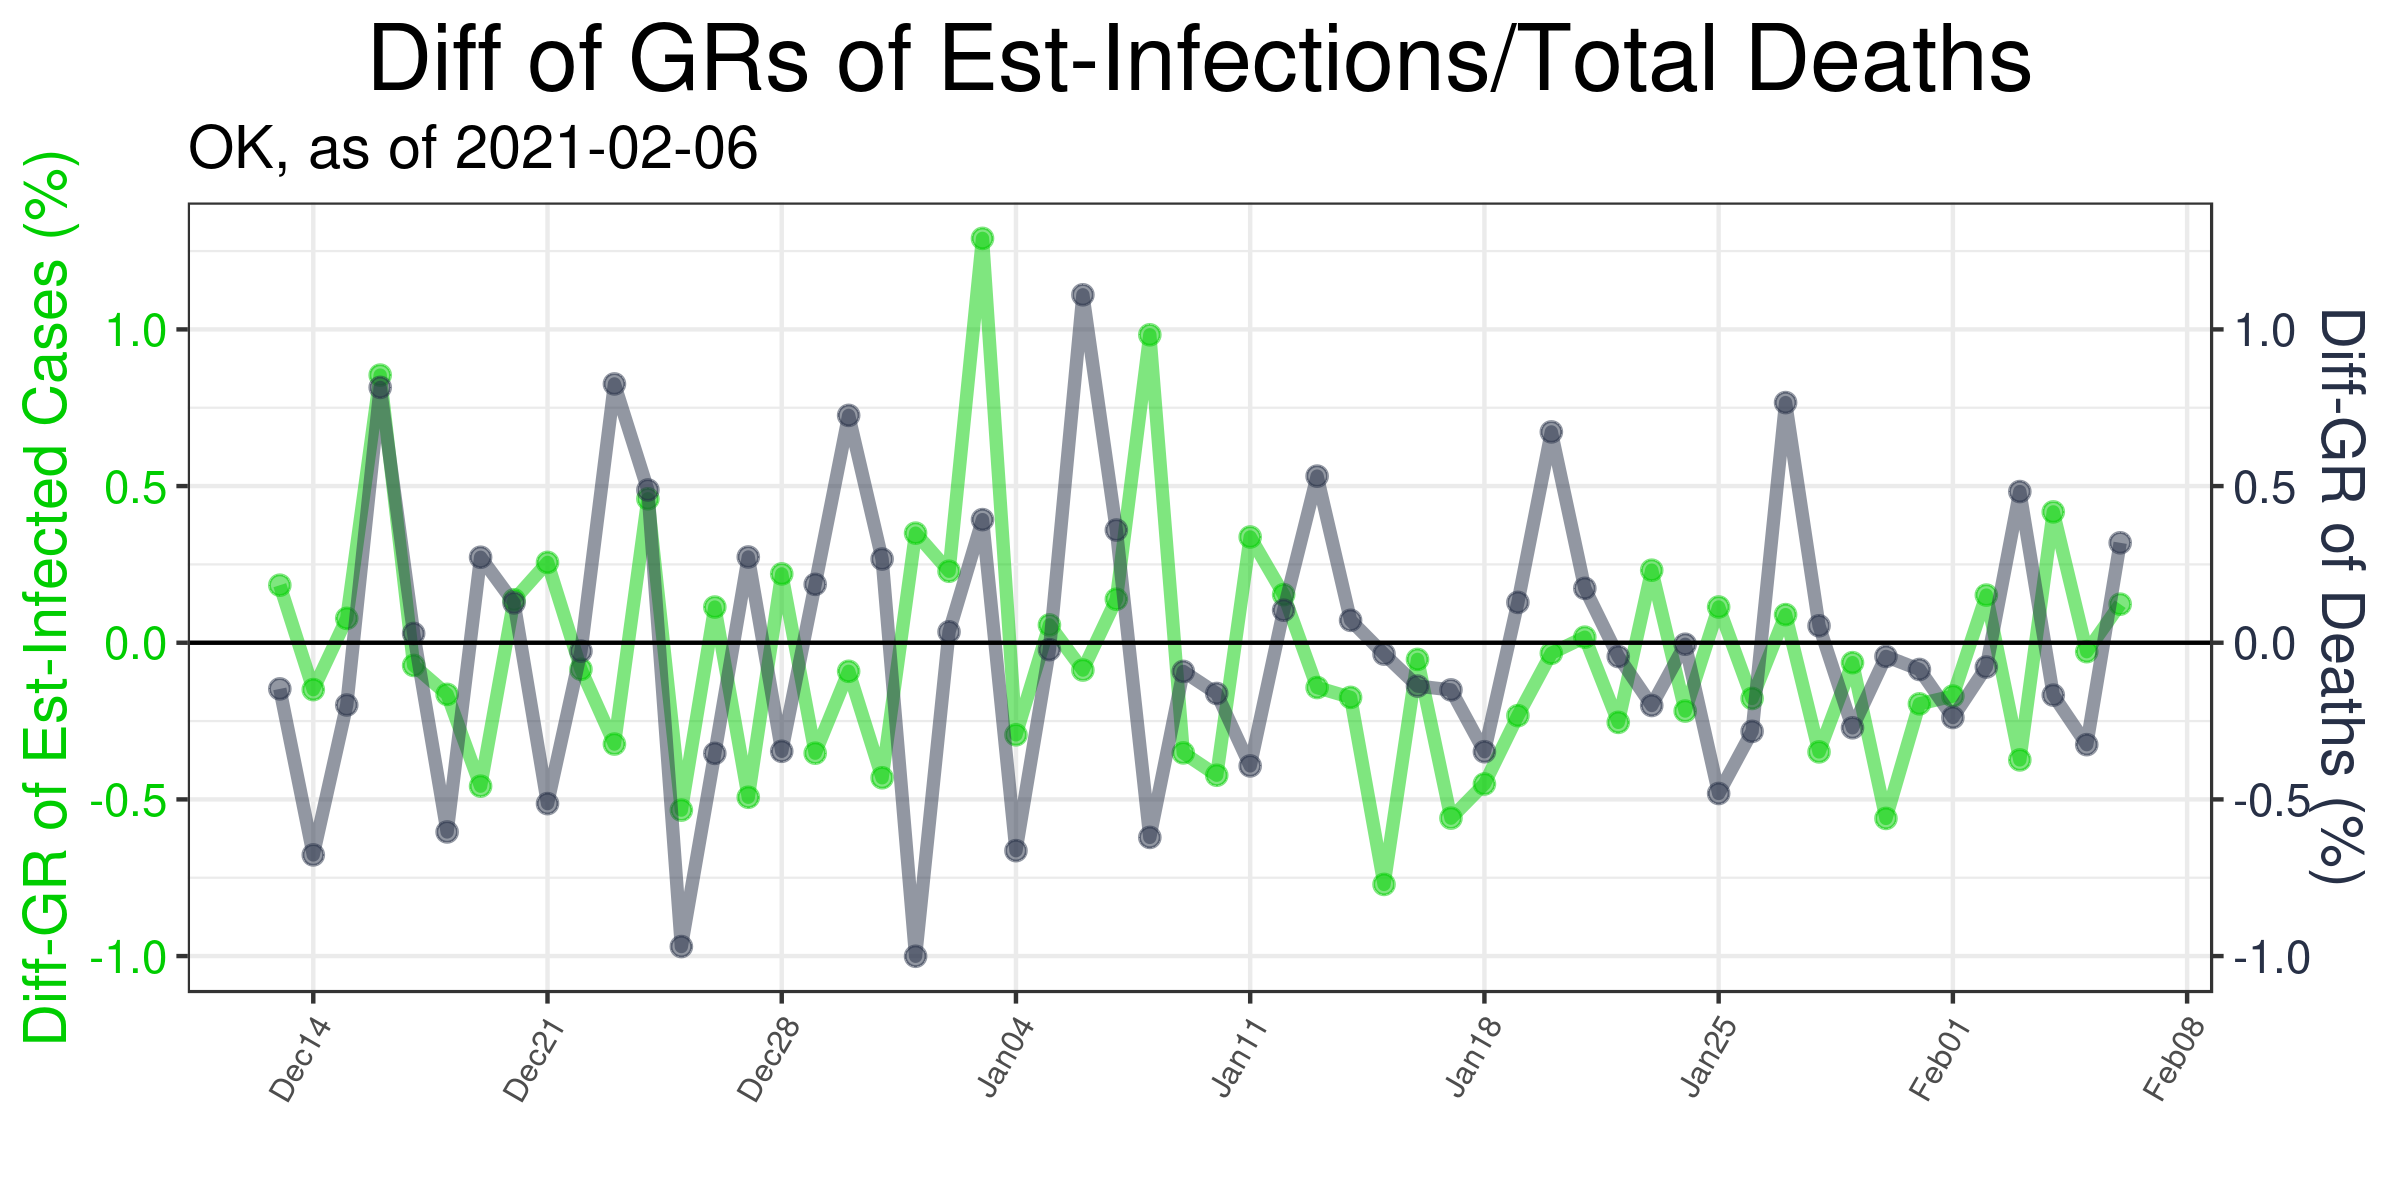 Diff of GRs of Est-Infections/Total Deaths
OK, as of 2021-02-06
Diff-GR of Est-Infected Cases (%)
1.0
0.5
0.0
-0.5
-1.0
1.0
0.5
0.0
-0.5
-1.0
Diff-GR of Deaths (%)
Dec14
Dec21
Dec28
Jan04
Jan11
Jan18
Jan25
Feb01
Feb08